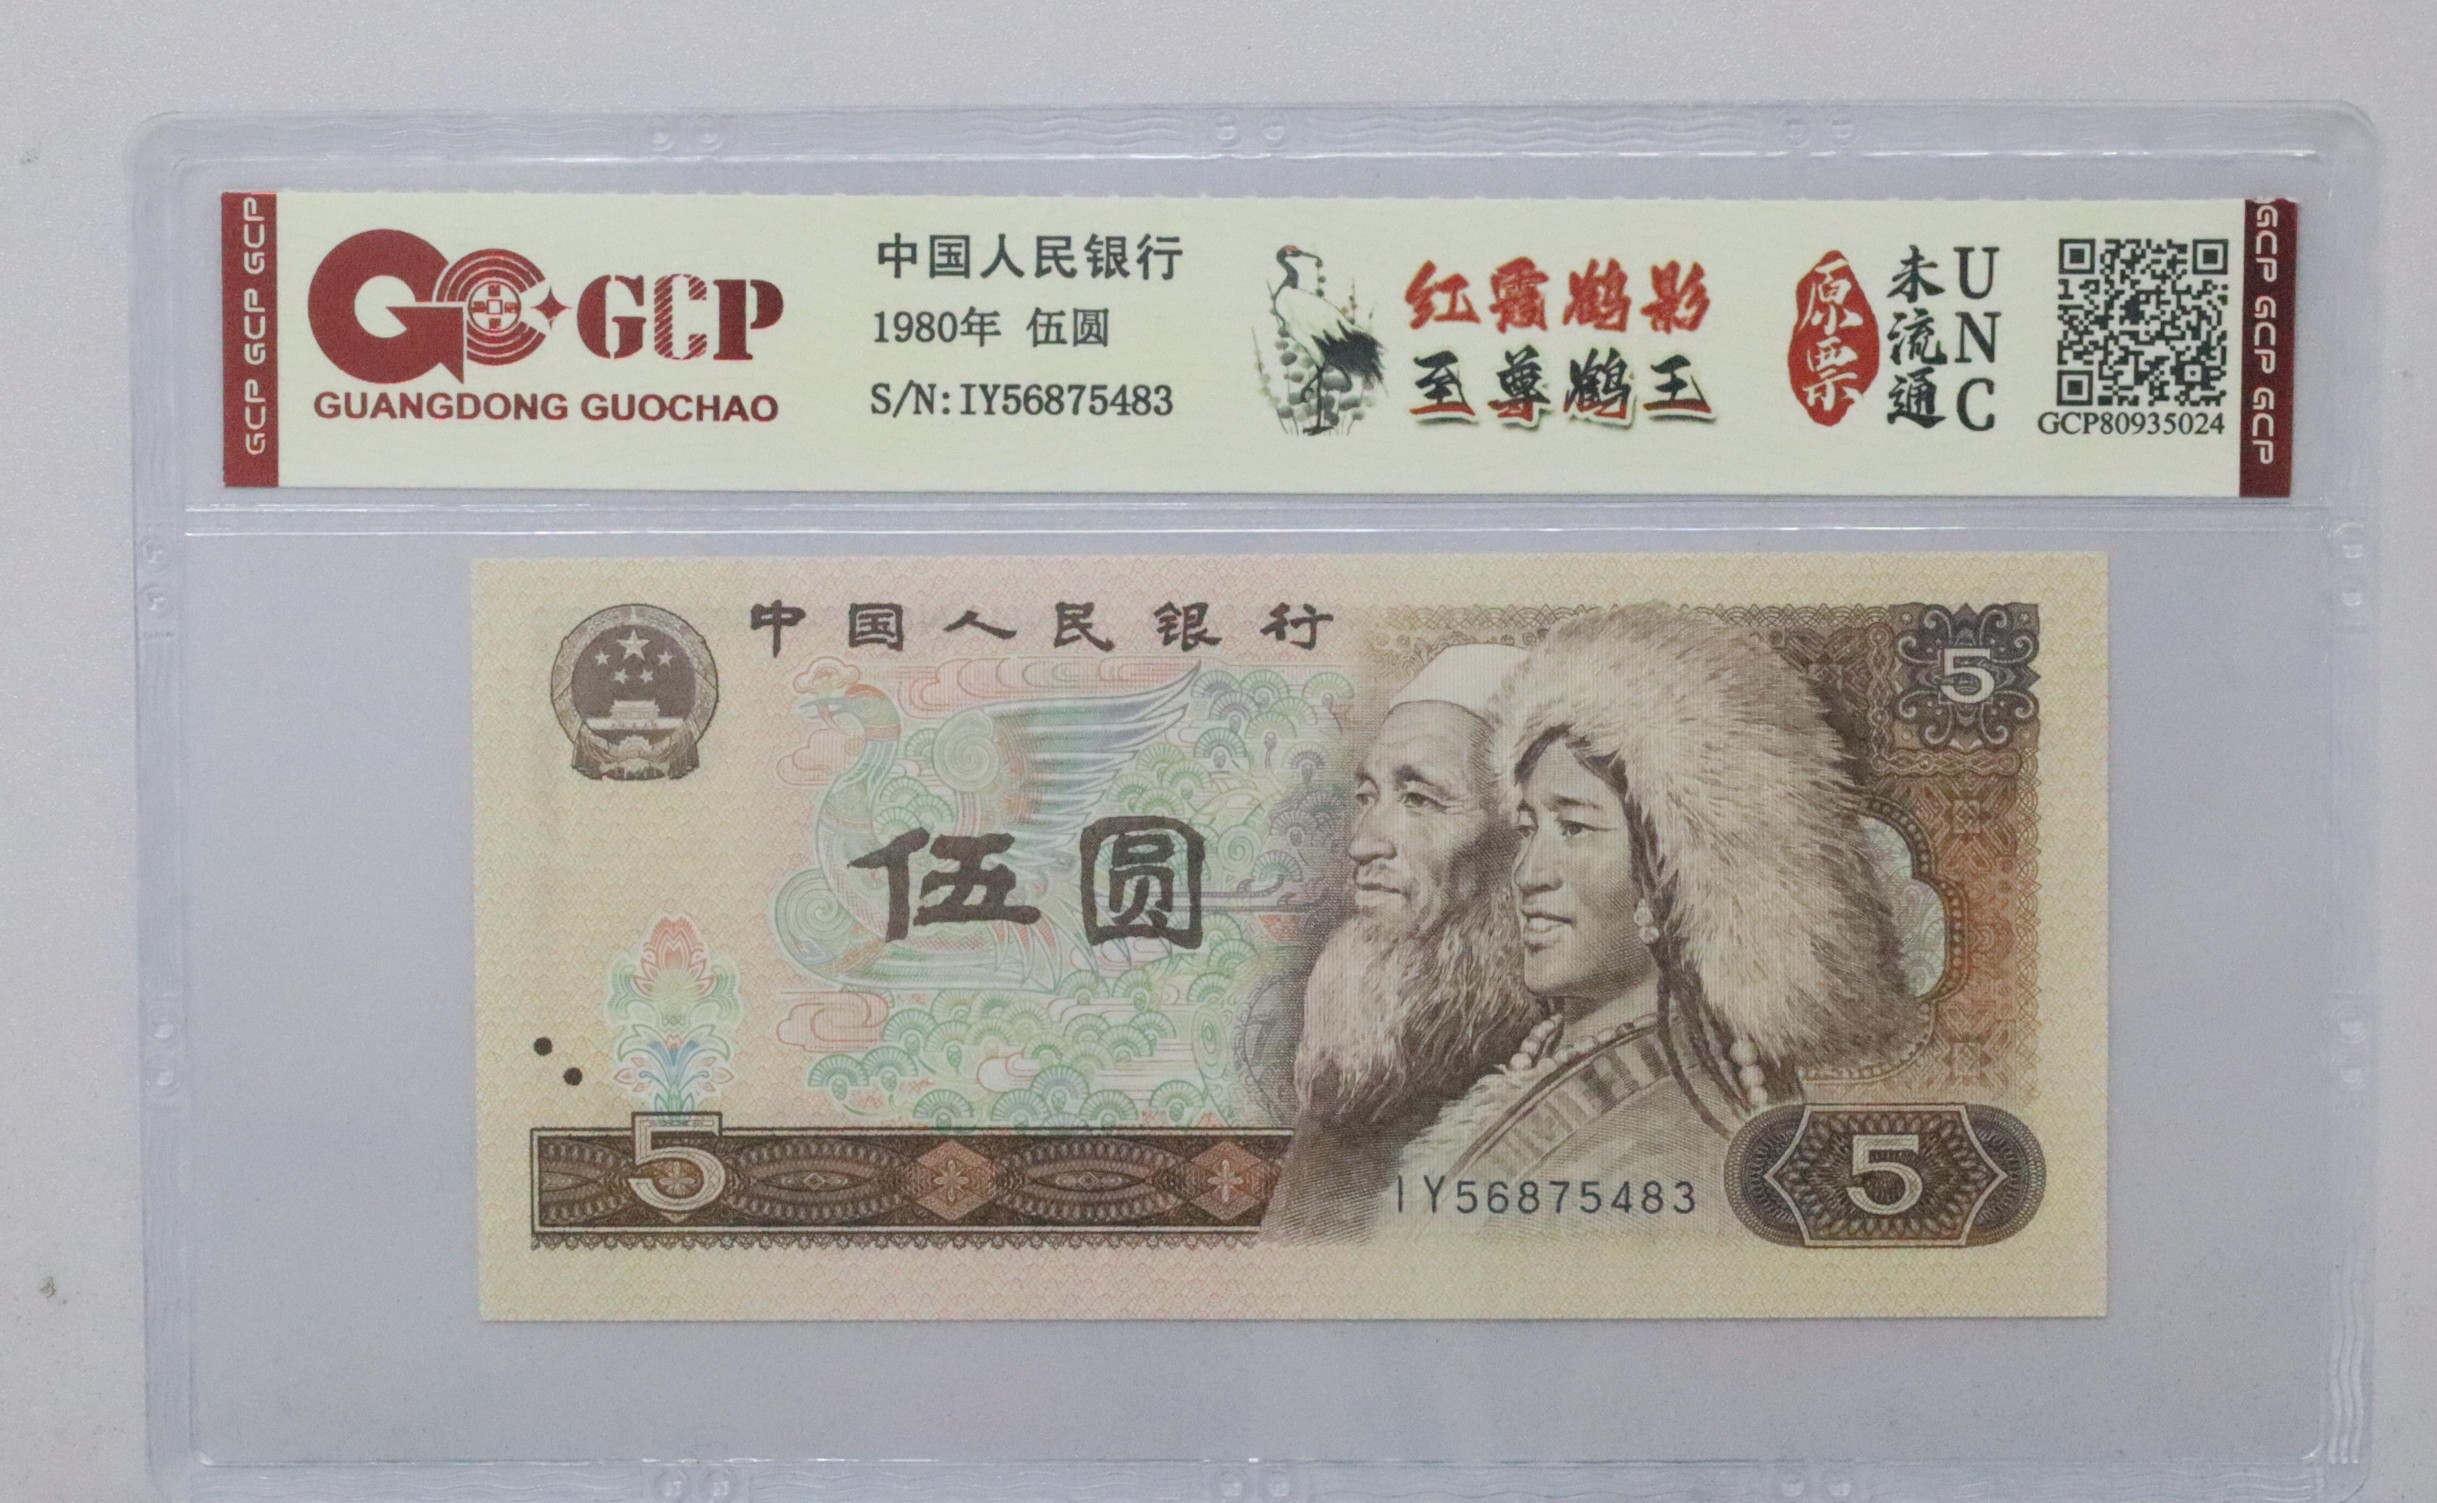 GCP GCP GCP
GC GCP
GUANGDONG GUOCHAO
中国人民银行
1980年 伍圆
S/N:IY56875483
红霞鹤影
至尊鹤王
原票
未流通
UNC
GCP80935024
GCP GCP GCP
中国人民银行
5
伍圆
5
IY56875483
5